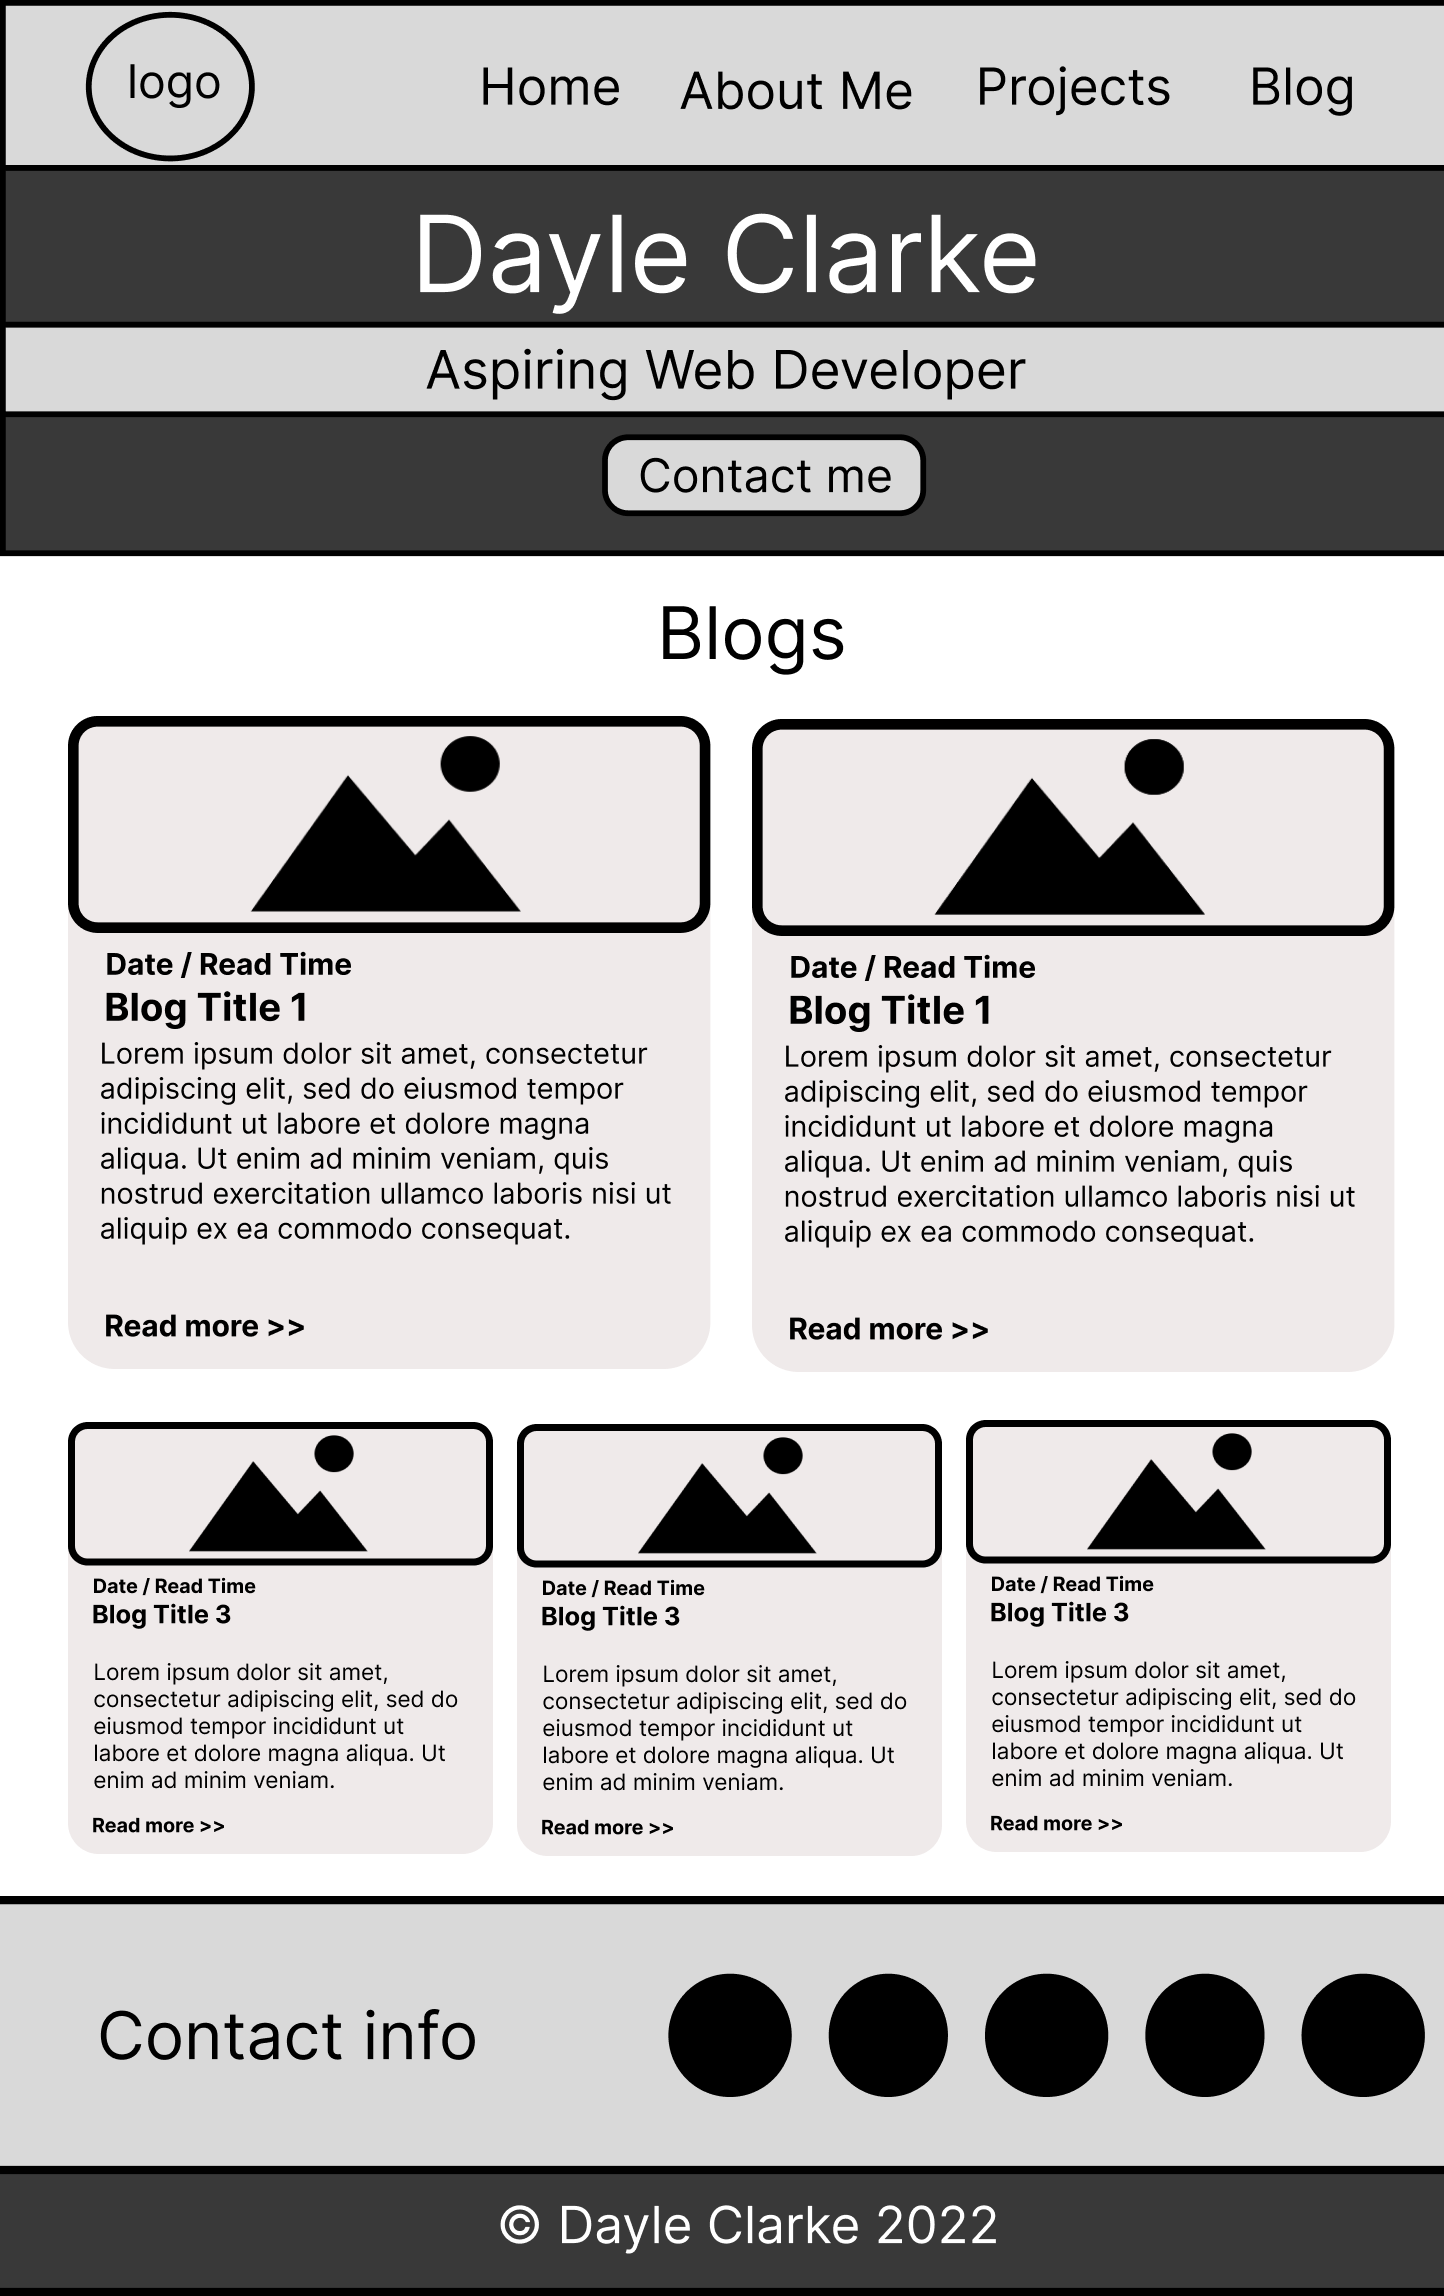 logo
Home About Me Projects Blog
Dayle Clarke
Aspiring Web Developer
Contact me
Blogs
Date / Read Time
Blog Title 1
Lorem ipsum dolor sit amet, consectetur
adipiscing elit, sed do eiusmod tempor
incididunt ut labore et dolore magna
aliqua. Ut enim ad minim veniam, quis
nostrud exercitation ullamco laboris nisi ut
aliquip ex ea commodo consequat.
Read more >>
Date / Read Time
Blog Title 1
Lorem ipsum dolor sit amet, consectetur
adipiscing elit, sed do eiusmod tempor
incididunt ut labore et dolore magna
aliqua. Ut enim ad minim veniam, quis
nostrud exercitation ullamco laboris nisi ut
aliquip ex ea commodo consequat.
Read more >>
Date / Read Time
Blog Title 3
Lorem ipsum dolor sit amet,
consectetur adipiscing elit, sed do
eiusmod tempor incididunt ut
labore et dolore magna aliqua. Ut
enim ad minim veniam.
Read more >>
Date / Read Time
Blog Title 3
Lorem ipsum dolor sit amet,
consectetur adipiscing elit, sed do
eiusmod tempor incididunt ut
labore et dolore magna aliqua. Ut
enim ad minim veniam.
Read more >>
Date / Read Time
Blog Title 3
Lorem ipsum dolor sit amet,
consectetur adipiscing elit, sed do
eiusmod tempor incididunt ut
labore et dolore magna aliqua. Ut
enim ad minim veniam.
Read more >>
Contact info
© Dayle Clarke 2022